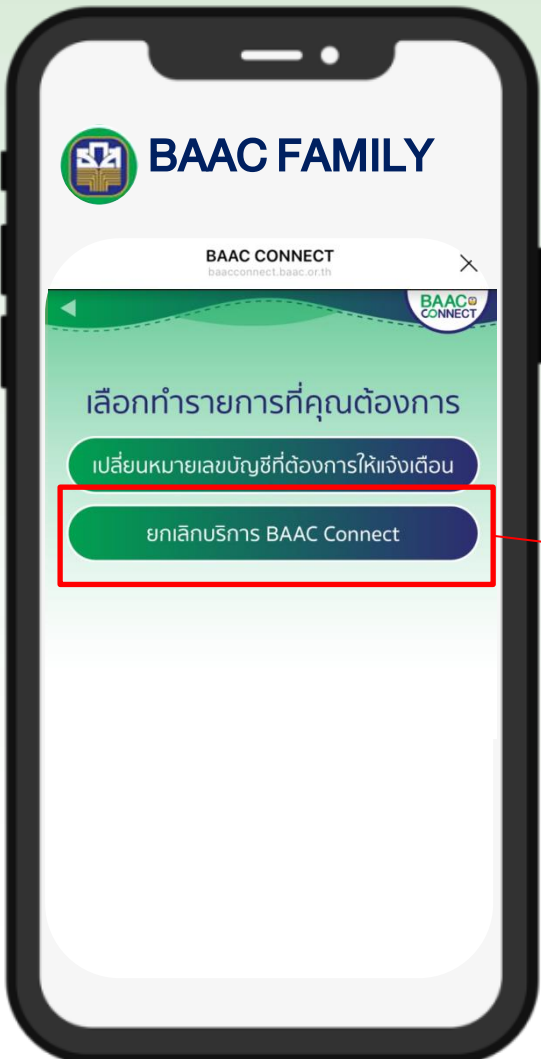 BAAC FAMILY
BAAC CONNECT
baacconnect.baac.or.th
BAAC
CONNECT
เลือกทำรายการที่คุณต้องการ
เปลี่ยนหมายเลขบัญชีที่ต้องการให้แจ้งเตือน
ยกเลิกบริการ BAAC Connect